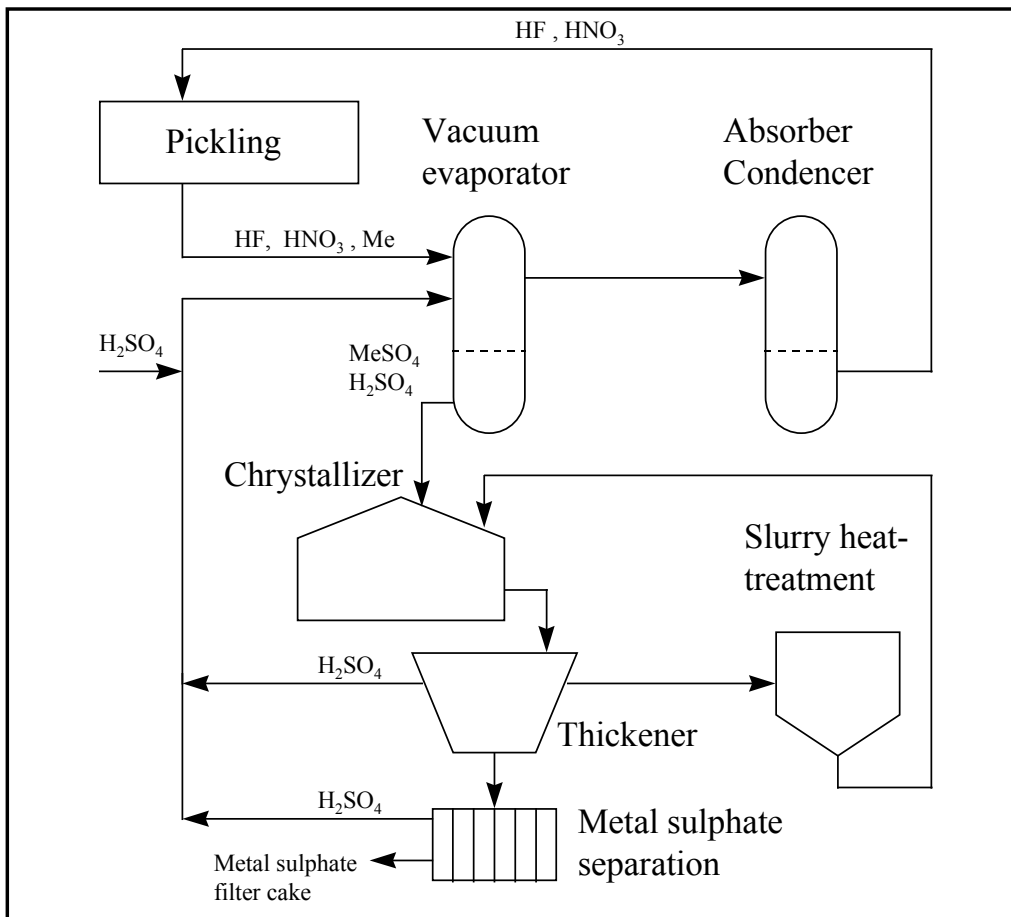 HF , HNO₃
Pickling
Vacuum
evaporator
Absorber
Condencer
HF, HNO₃ , Me
H₂SO₄
MeSO₄
H₂SO₄
Chrystallizer
Slurry heat-
treatment
H₂SO₄
Thickener
H₂SO₄
Metal sulphate
separation
Metal sulphate
filter cake